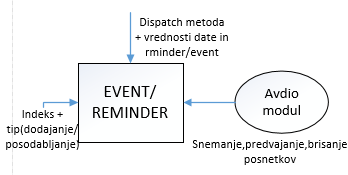 Dispatch metoda
+ vrednosti date in
rminder/event
EVENT/
REMINDER
Avdio
modul
Indeks +
tip(dodajanje/
posodabljanje)
Snemanje,predvajanje,brisanje
posnetkov